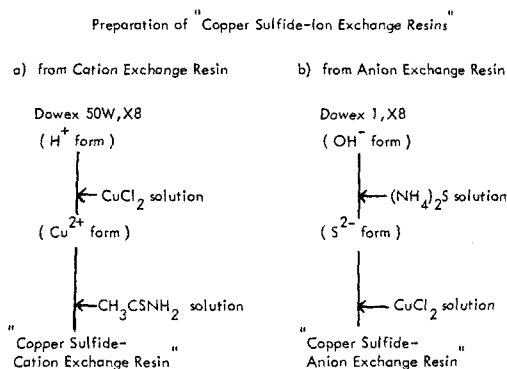 Preparation of "Copper Sulfide-Ion Exchange Resins"
a) from Cation Exchange Resin
Dowex 50W,X8
( H⁺ form )
CuCl₂ solution
( Cu²⁺ form )
CH₃CSNH₂ solution
"Copper Sulfide-
Cation Exchange Resin"
b) from Anion Exchange Resin
Dowex 1,X8
( OH⁻ form )
(NH₄)₂S solution
( S²⁻ form )
CuCl₂ solution
"Copper Sulfide-
Anion Exchange Resin"